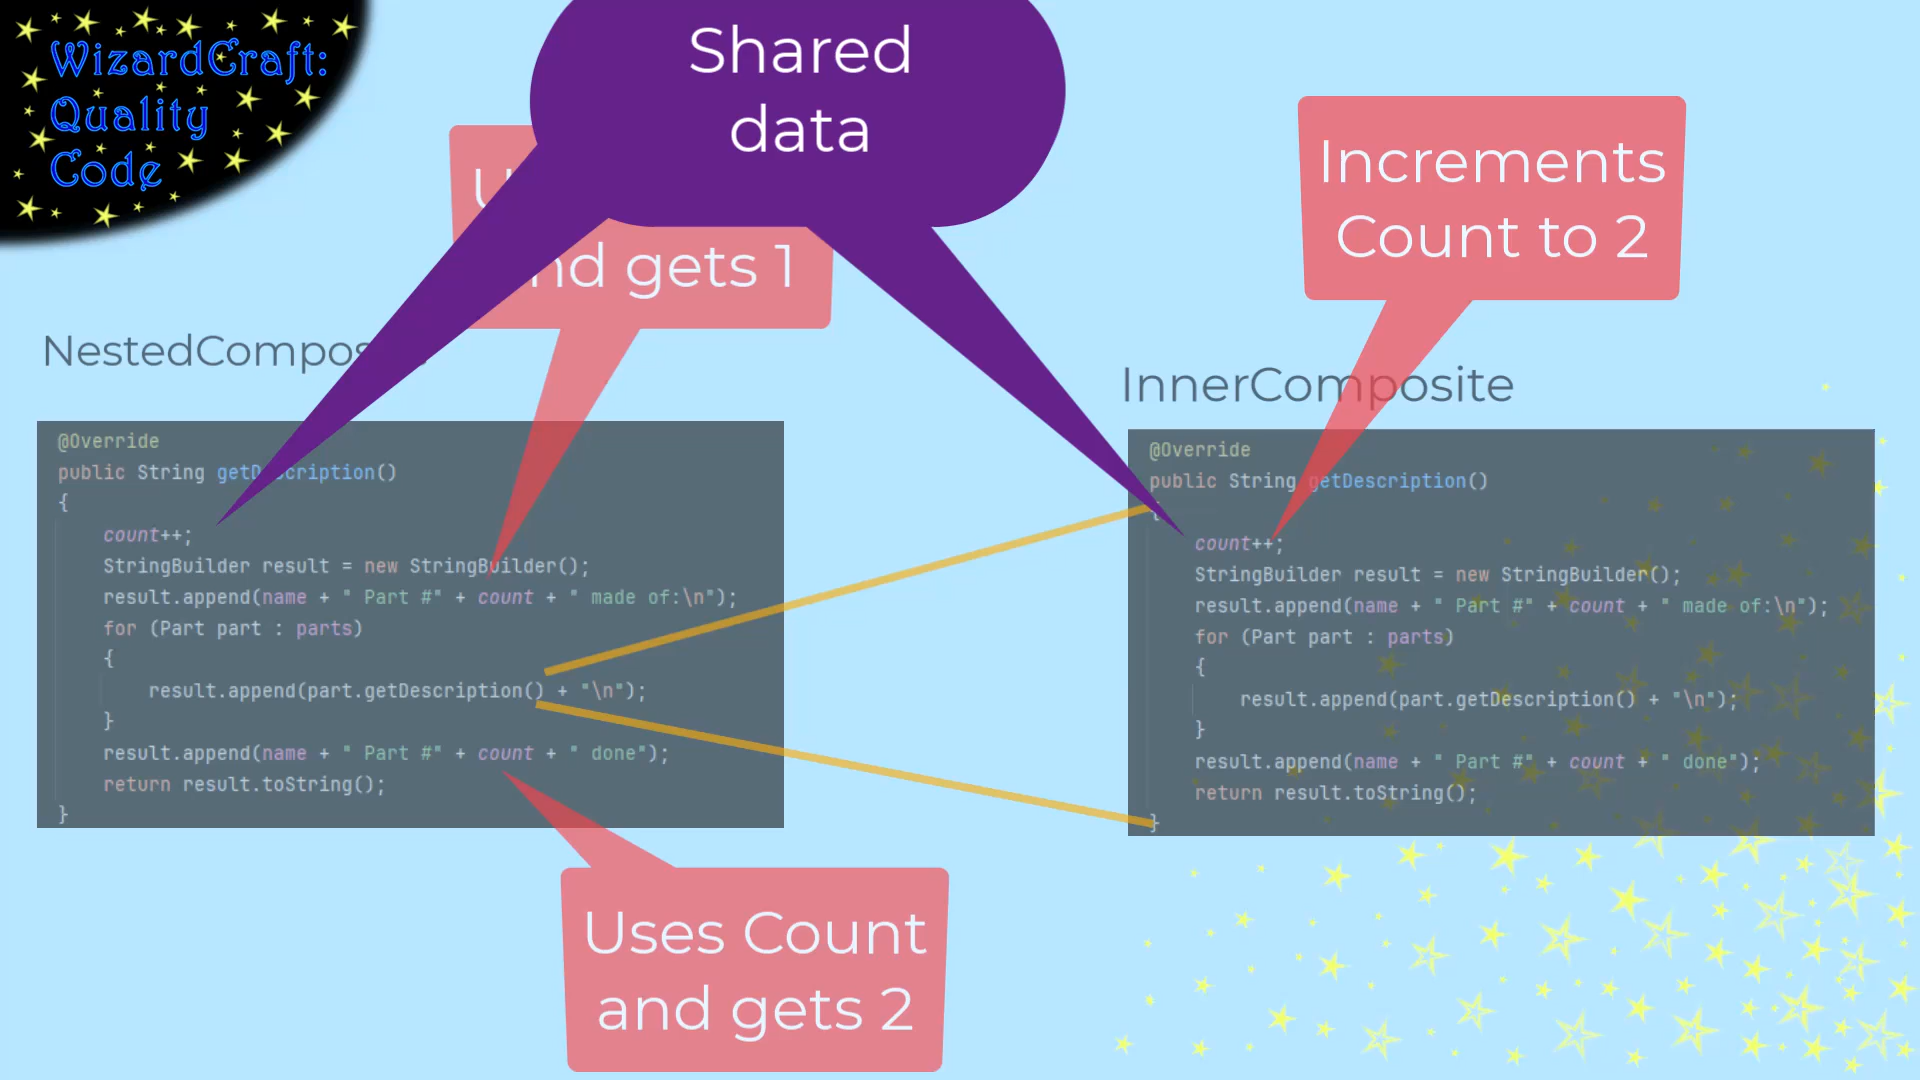 WizardCraft:
Quality
Code
Shared
data
nd gets 1
Increments
Count to 2
NestedCompos
InnerComposite
@Override
public String getDescription()
{
count++;
StringBuilder result = new StringBuilder();
result.append(name + " Part #" + count + " made of:\n");
for (Part part : parts)
{
result.append(part.getDescription() + "\n");
}
result.append(name + " Part #" + count + " done");
return result.toString();
}
@Override
public String getDescription()
{
count++;
StringBuilder result = new StringBuilder();
result.append(name + " Part #" + count + " made of:\n");
for (Part part : parts)
{
result.append(part.getDescription() + "\n");
}
result.append(name + " Part #" + count + " done");
return result.toString();
}
Uses Count
and gets 2